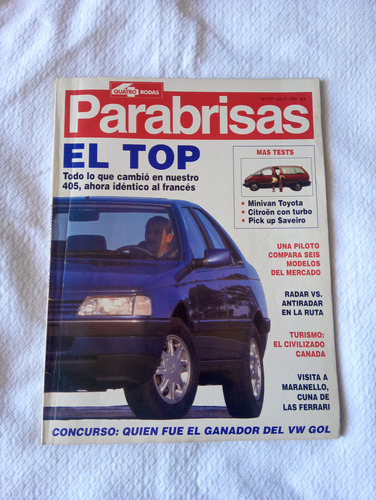 QUATRO RODAS
Parabrisas
EL TOP
Todo lo que cambió en nuestro
405, ahora idéntico al francés
MAS TESTS
• Minivan Toyota
• Citroën con turbo
• Pick up Saveiro
UNA PILOTO
COMPARA SEIS
MODELOS
DEL MERCADO
RADAR VS.
ANTIRADAR
EN LA RUTA
TURISMO:
EL CIVILIZADO
CANADA
VISITA A
MARANELLO,
CUNA DE
LAS FERRARI
CONCURSO: QUIEN FUE EL GANADOR DEL VW GOL